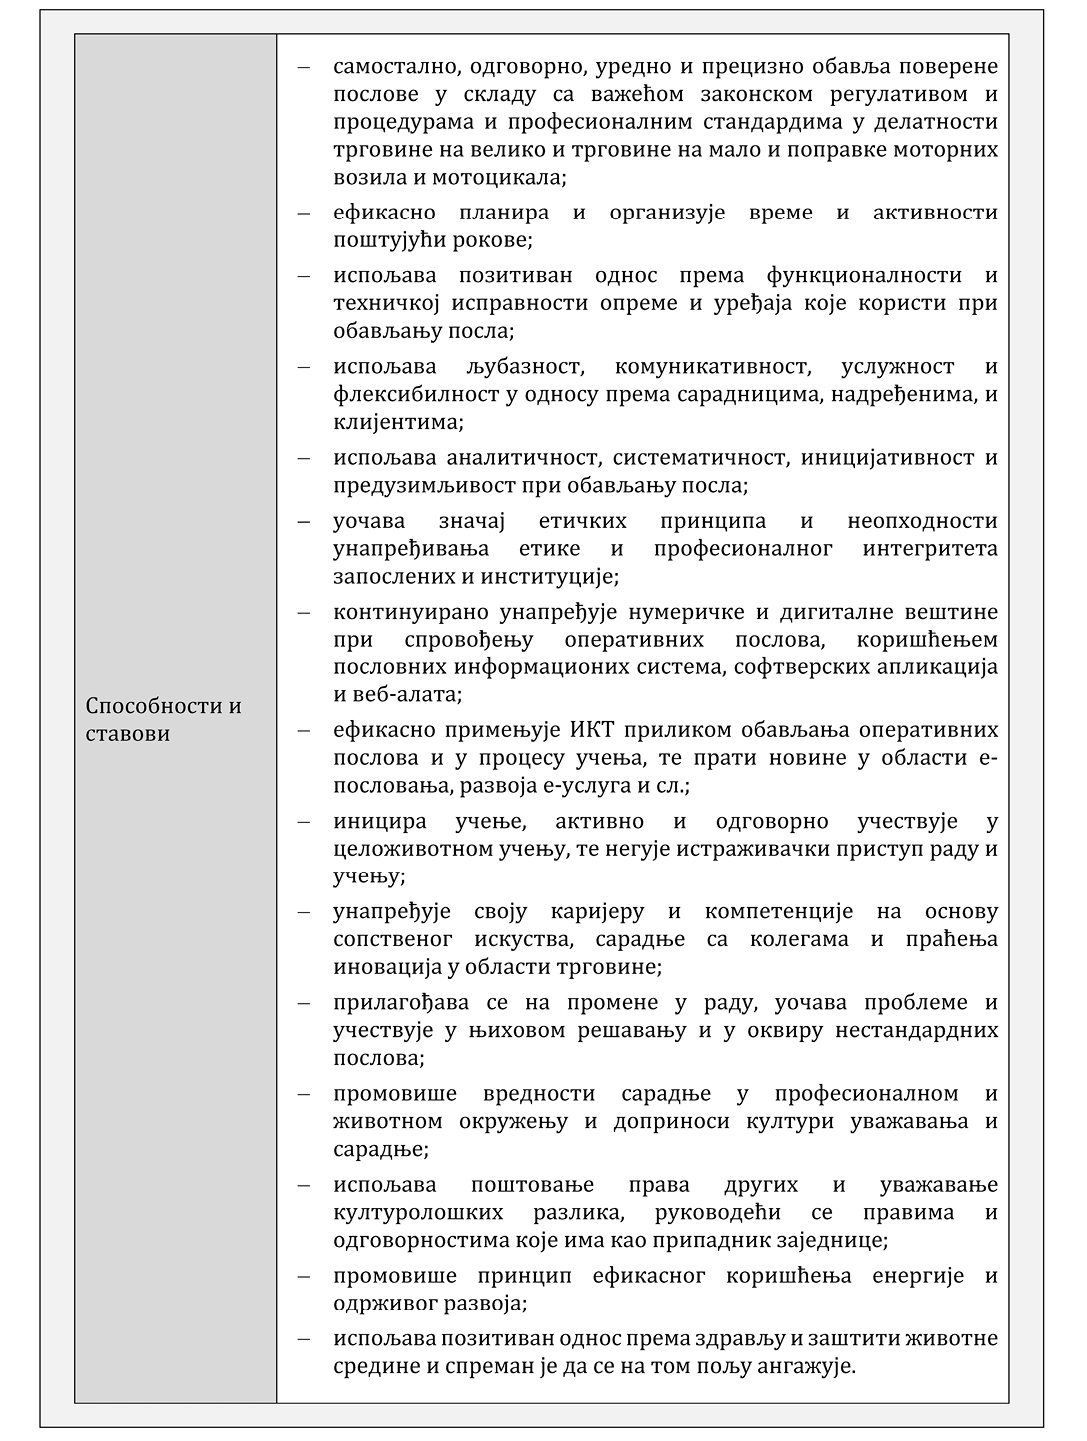 Способности и
ставови
– самостално, одговорно, уредно и прецизно обавља поверене
послове у складу са важећом законском регулативом и
процедурама и професионалним стандардима у делатности
трговине на велико и трговине на мало и поправке моторних
возила и мотоцикала;
– ефикасно планира и организује време и активности
поштујући рокове;
– испољава позитиван однос према функционалности и
техничкој исправности опреме и уређаја које користи при
обављању посла;
– испољава љубазност, комуникативност, услужност и
флексибилност у односу према сарадницима, надређенима, и
клијентима;
– испољава аналитичност, систематичност, иницијативност и
предузимљивост при обављању посла;
– уочава значај етичких принципа и неопходности
унапређивања етике и професионалног интегритета
запослених и институције;
– континуирано унапређује нумеричке и дигиталне вештине
при спровођењу оперативних послова, коришћењем
пословних информационих система, софтверских апликација
и веб-алата;
– ефикасно примењује ИКТ приликом обављања оперативних
послова и у процесу учења, те прати новине у области е-
пословања, развоја е-услуга и сл.;
– иницира учење, активно и одговорно учествује у
целоживотном учењу, те негује истраживачки приступ раду и
учењу;
– унапређује своју каријеру и компетенције на основу
сопственог искуства, сарадње са колегама и праћења
иновација у области трговине;
– прилагођава се на промене у раду, уочава проблеме и
учествује у њиховом решавању и у оквиру нестандардних
послова;
– промовише вредности сарадње у професионалном и
животном окружењу и доприноси култури уважавања и
сарадње;
– испољава поштовање права других и уважавање
културолошких разлика, руководећи се правима и
одговорностима које има као припадник заједнице;
– промовише принцип ефикасног коришћења енергије и
одрживог развоја;
– испољава позитиван однос према здрављу и заштити животне
средине и спреман је да се на том пољу ангажује.